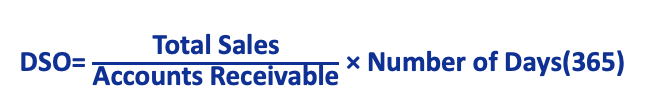 Total Sales
DSO= × Number of Days(365)
Accounts Receivable